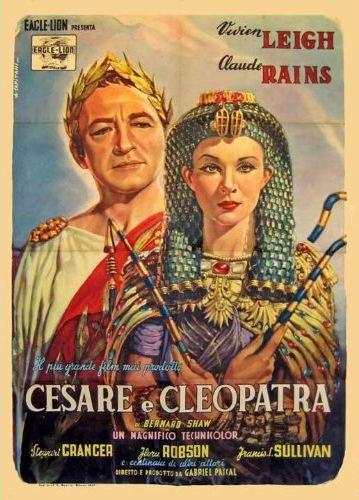 EAGLE-LION
PRESENTA
EAGLE-LION
Vivien
LEIGH
Claude
RAINS
Il più grande film mai prodotto
CESARE e CLEOPATRA
di BERNARD SHAW
UN MAGNIFICO TECHNICOLOR
Stewart GRANGER
Flora ROBSON
Francis L. SULLIVAN
e centinaia di altri attori
DIRETTO E PRODOTTO DA GABRIEL PASCAL